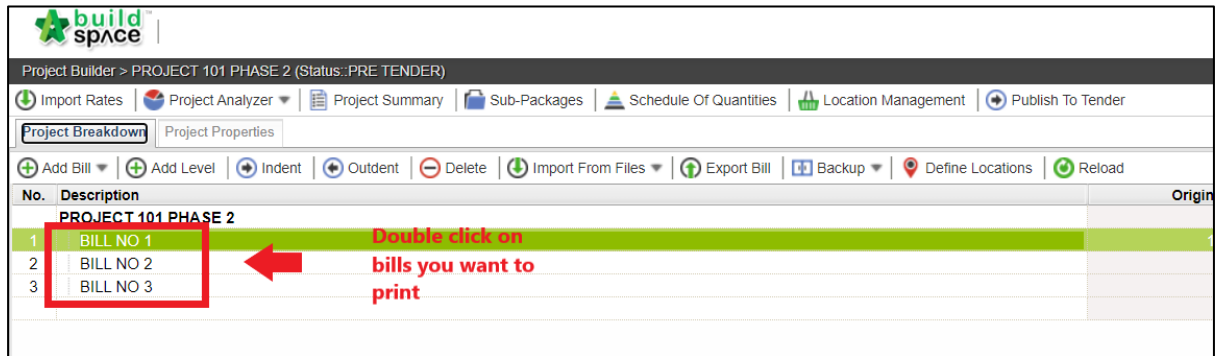 build
spʌce
Project Builder > PROJECT 101 PHASE 2 (Status::PRE TENDER)
Import Rates Project Analyzer Project Summary Sub-Packages Schedule Of Quantities Location Management Publish To Tender
Project Breakdown Project Properties
Add Bill Add Level Indent Outdent Delete Import From Files Export Bill Backup Define Locations Reload
No. Description Origin
PROJECT 101 PHASE 2
1 BILL NO 1 Double click on 1
2 BILL NO 2 bills you want to
3 BILL NO 3 print